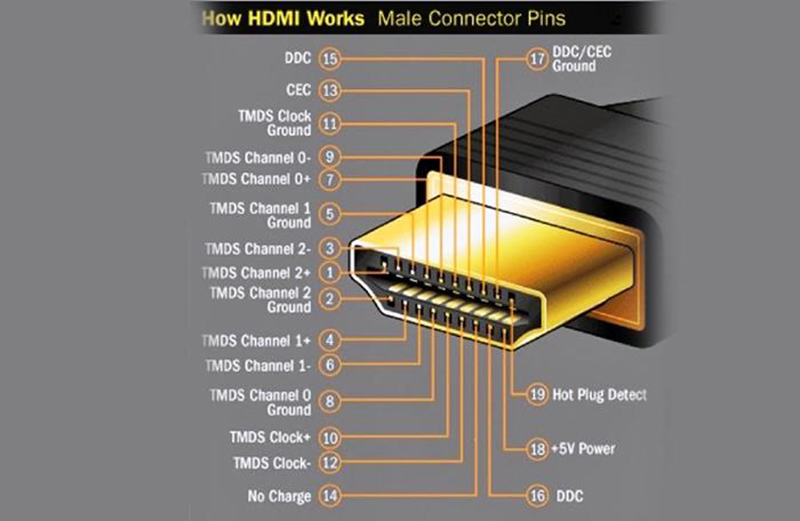 How HDMI Works Male Connector Pins
DDC 15
17 DDC/CEC
Ground
CEC 13
TMDS Clock
Ground 11
TMDS Channel 0- 9
TMDS Channel 0+ 7
TMDS Channel 1
Ground 5
TMDS Channel 2- 3
TMDS Channel 2+ 1
TMDS Channel 2
Ground 2
TMDS Channel 1+ 4
TMDS Channel 1- 6
TMDS Channel 0
Ground 8
19 Hot Plug Detect
TMDS Clock+ 10
18 +5V Power
TMDS Clock- 12
No Charge 14
16 DDC